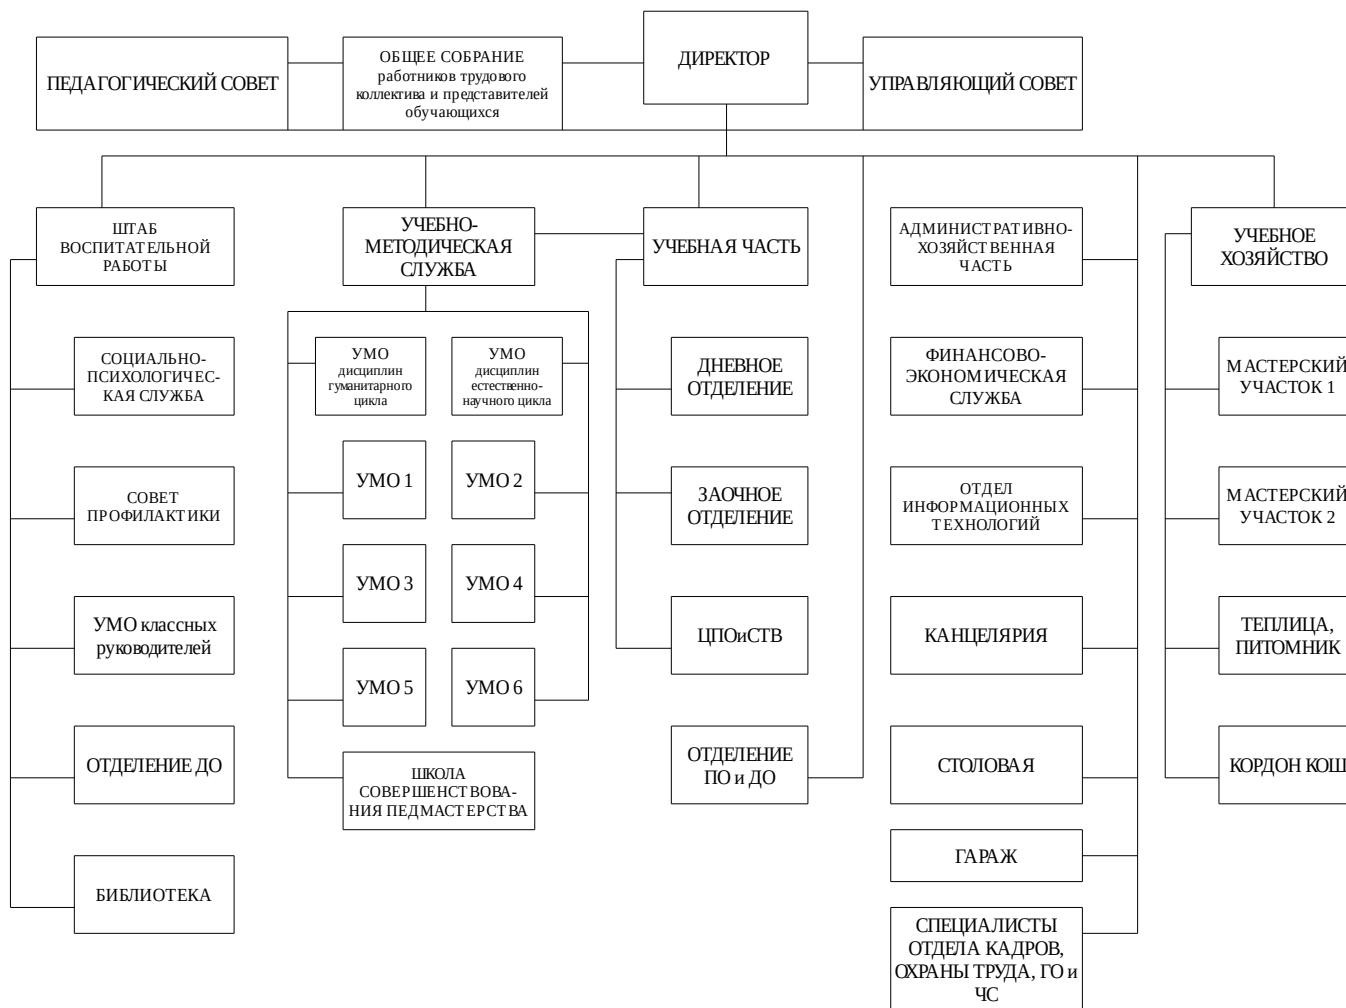 ПЕДАГОГИЧЕСКИЙ СОВЕТ
ОБЩЕЕ СОБРАНИЕ
работников трудового
коллектива и представителей
обучающихся
ДИРЕКТОР
УПРАВЛЯЮЩИЙ СОВЕТ
ШТАБ
ВОСПИТАТЕЛЬНОЙ
РАБОТЫ
УЧЕБНО-
МЕТОДИЧЕСКАЯ
СЛУЖБА
УЧЕБНАЯ ЧАСТЬ
АДМИНИСТРАТИВНО-
ХОЗЯЙСТВЕННАЯ
ЧАСТЬ
УЧЕБНОЕ
ХОЗЯЙСТВО
СОЦИАЛЬНО-
ПСИХОЛОГИЧЕС-
КАЯ СЛУЖБА
УМО
дисциплин
гуманитарного
цикла
УМО
дисциплин
естественно-
научного цикла
ДНЕВНОЕ
ОТДЕЛЕНИЕ
ФИНАНСОВО-
ЭКОНОМИЧЕСКАЯ
СЛУЖБА
МАСТЕРСКИЙ
УЧАСТОК 1
СОВЕТ
ПРОФИЛАКТИКИ
УМО 1
УМО 2
ЗАОЧНОЕ
ОТДЕЛЕНИЕ
ОТДЕЛ
ИНФОРМАЦИОННЫХ
ТЕХНОЛОГИЙ
МАСТЕРСКИЙ
УЧАСТОК 2
УМО классных
руководителей
УМО 3
УМО 4
ЦПОиСТВ
КАНЦЕЛЯРИЯ
ТЕПЛИЦА,
ПИТОМНИК
ОТДЕЛЕНИЕ ДО
УМО 5
УМО 6
ОТДЕЛЕНИЕ
ПО и ДО
СТОЛОВАЯ
КОРДОН КОШ
ШКОЛА
СОВЕРШЕНСТВОВА-
НИЯ ПЕДМАСТЕРСТВА
ГАРАЖ
БИБЛИОТЕКА
СПЕЦИАЛИСТЫ
ОТДЕЛА КАДРОВ,
ОХРАНЫ ТРУДА, ГО и
ЧС